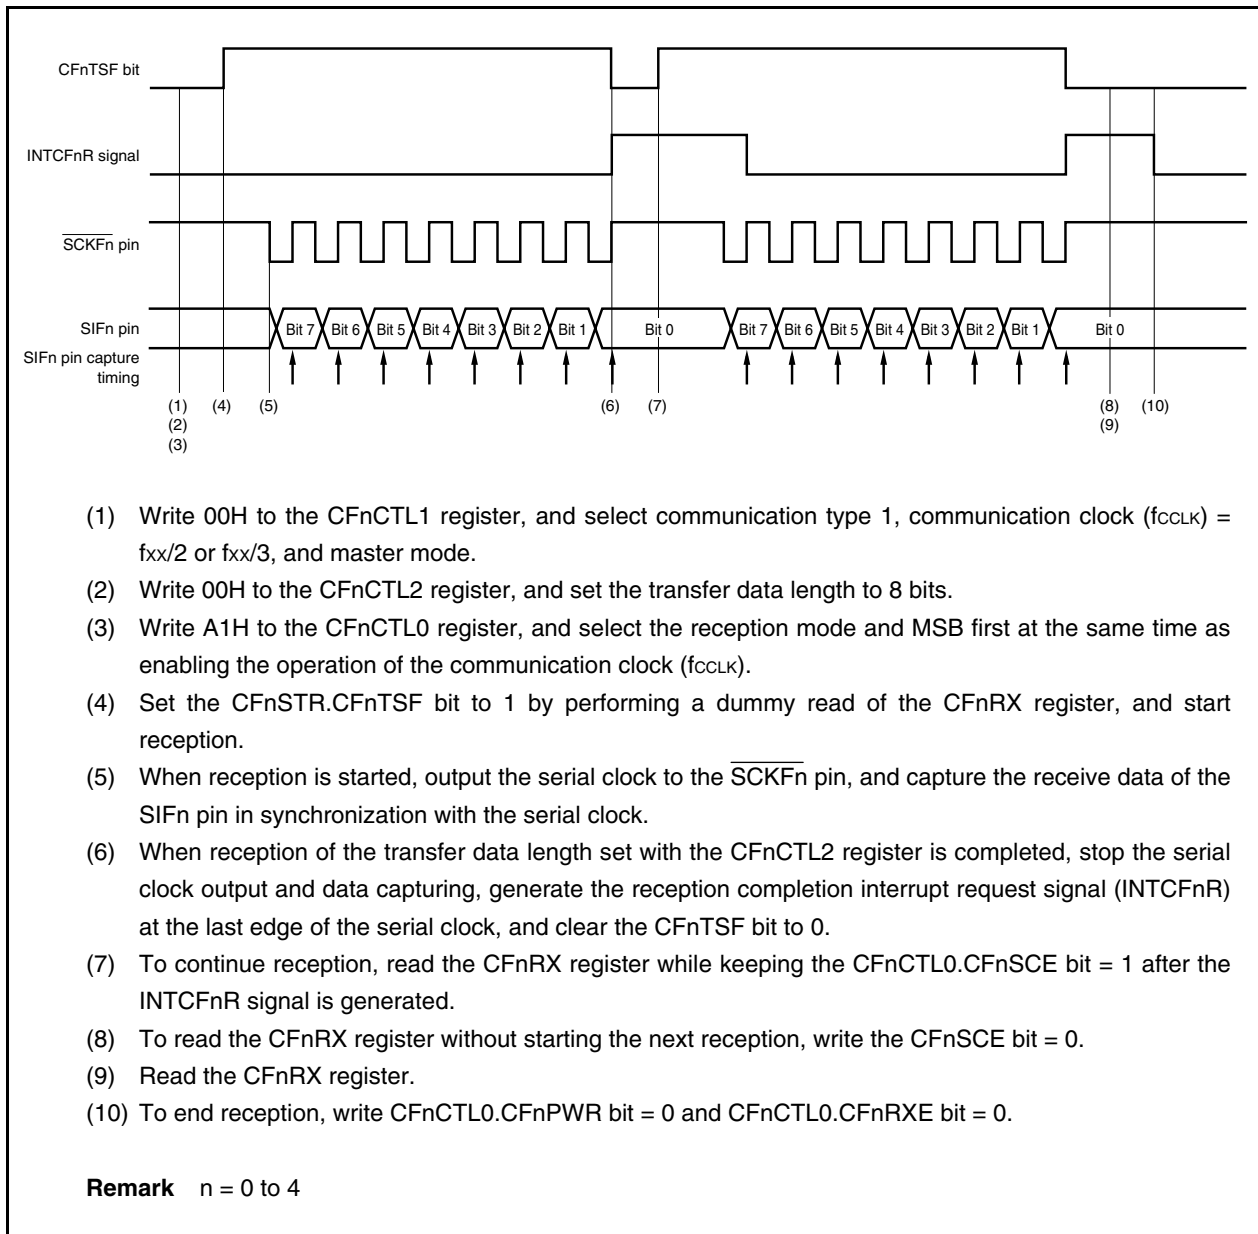 CFnTSF bit
INTCFnR signal
SCKFn pin
SIFn pin
Bit 7 Bit 6 Bit 5 Bit 4 Bit 3 Bit 2 Bit 1 Bit 0 Bit 7 Bit 6 Bit 5 Bit 4 Bit 3 Bit 2 Bit 1 Bit 0
SIFn pin capture
timing
(1) (4) (5) (6) (7) (8) (10)
(2) (9)
(3)
(1) Write 00H to the CFnCTL1 register, and select communication type 1, communication clock (fCCLK) =
fxx/2 or fxx/3, and master mode.
(2) Write 00H to the CFnCTL2 register, and set the transfer data length to 8 bits.
(3) Write A1H to the CFnCTL0 register, and select the reception mode and MSB first at the same time as
enabling the operation of the communication clock (fCCLK).
(4) Set the CFnSTR.CFnTSF bit to 1 by performing a dummy read of the CFnRX register, and start
reception.
(5) When reception is started, output the serial clock to the SCKFn pin, and capture the receive data of the
SIFn pin in synchronization with the serial clock.
(6) When reception of the transfer data length set with the CFnCTL2 register is completed, stop the serial
clock output and data capturing, generate the reception completion interrupt request signal (INTCFnR)
at the last edge of the serial clock, and clear the CFnTSF bit to 0.
(7) To continue reception, read the CFnRX register while keeping the CFnCTL0.CFnSCE bit = 1 after the
INTCFnR signal is generated.
(8) To read the CFnRX register without starting the next reception, write the CFnSCE bit = 0.
(9) Read the CFnRX register.
(10) To end reception, write CFnCTL0.CFnPWR bit = 0 and CFnCTL0.CFnRXE bit = 0.
Remark n = 0 to 4